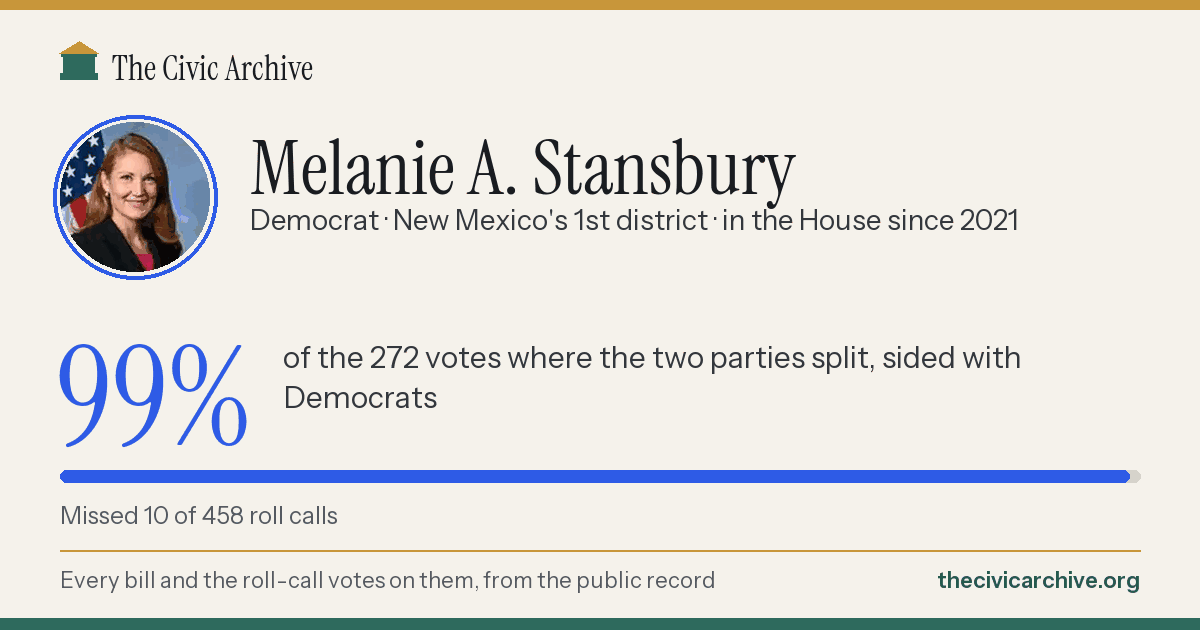 The Civic Archive
Melanie A. Stansbury
Democrat · New Mexico's 1st district · in the House since 2021
99%
of the 272 votes where the two parties split, sided with
Democrats
Missed 10 of 458 roll calls
Every bill and the roll-call votes on them, from the public record
thecivicarchive.org